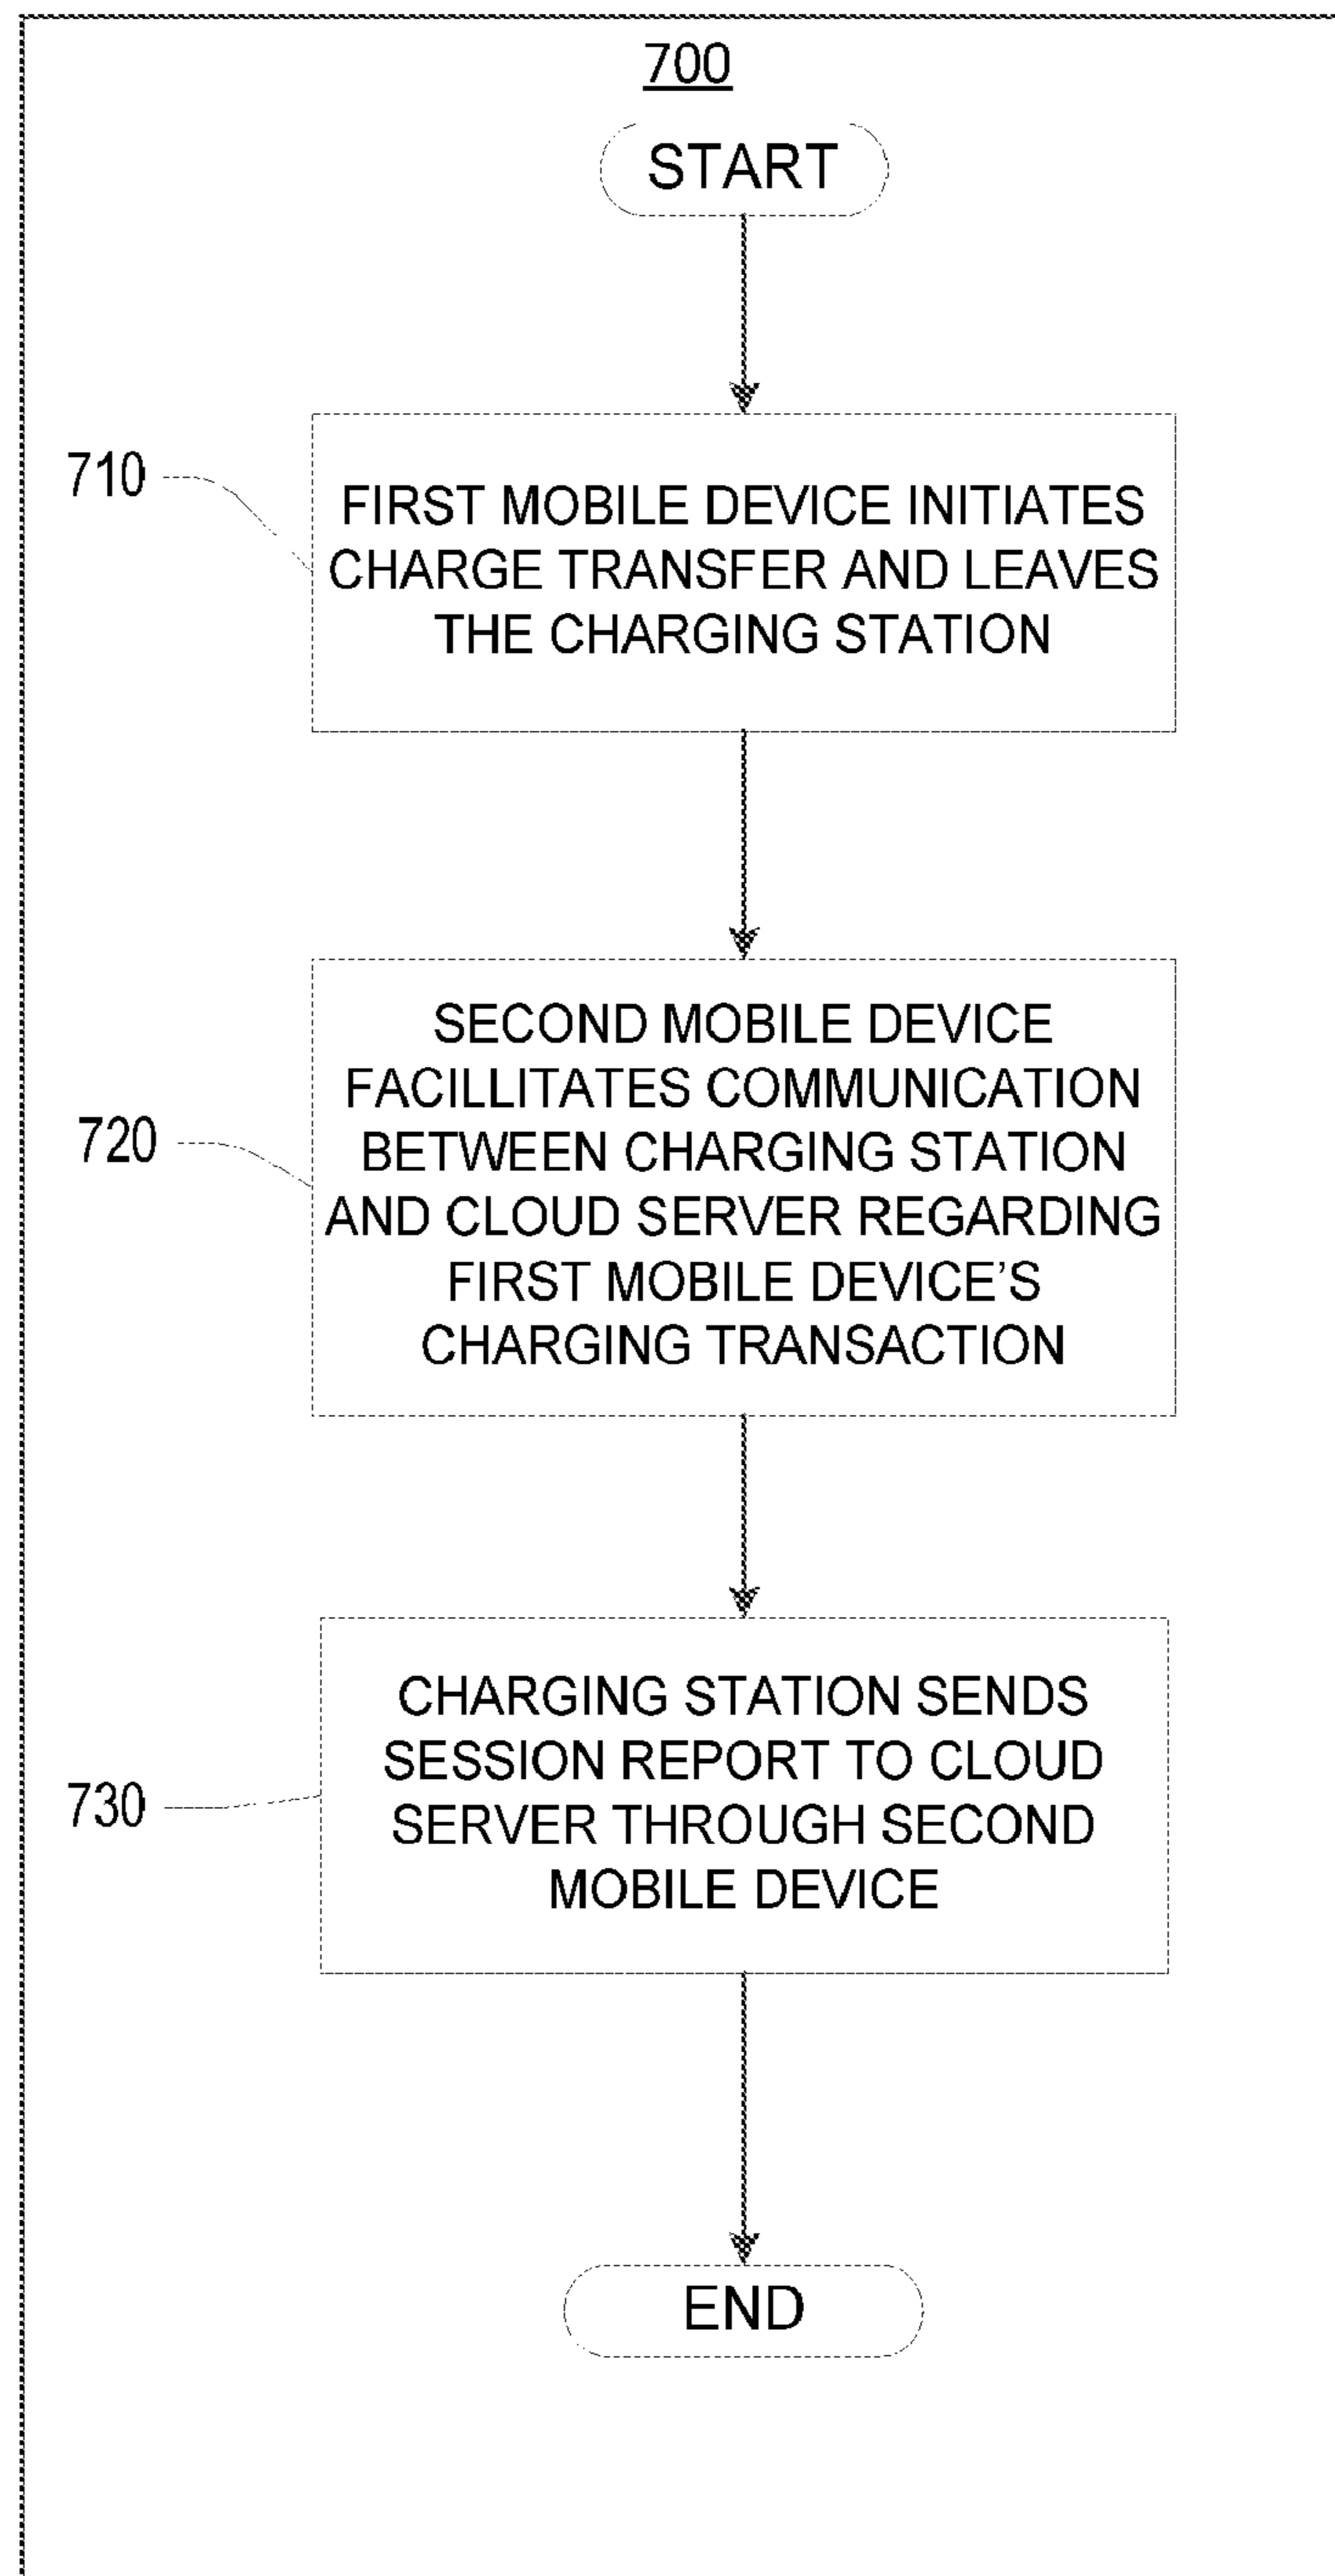 700
START
710
FIRST MOBILE DEVICE INITIATES
CHARGE TRANSFER AND LEAVES
THE CHARGING STATION
720
SECOND MOBILE DEVICE
FACILLITATES COMMUNICATION
BETWEEN CHARGING STATION
AND CLOUD SERVER REGARDING
FIRST MOBILE DEVICE’S
CHARGING TRANSACTION
730
CHARGING STATION SENDS
SESSION REPORT TO CLOUD
SERVER THROUGH SECOND
MOBILE DEVICE
END